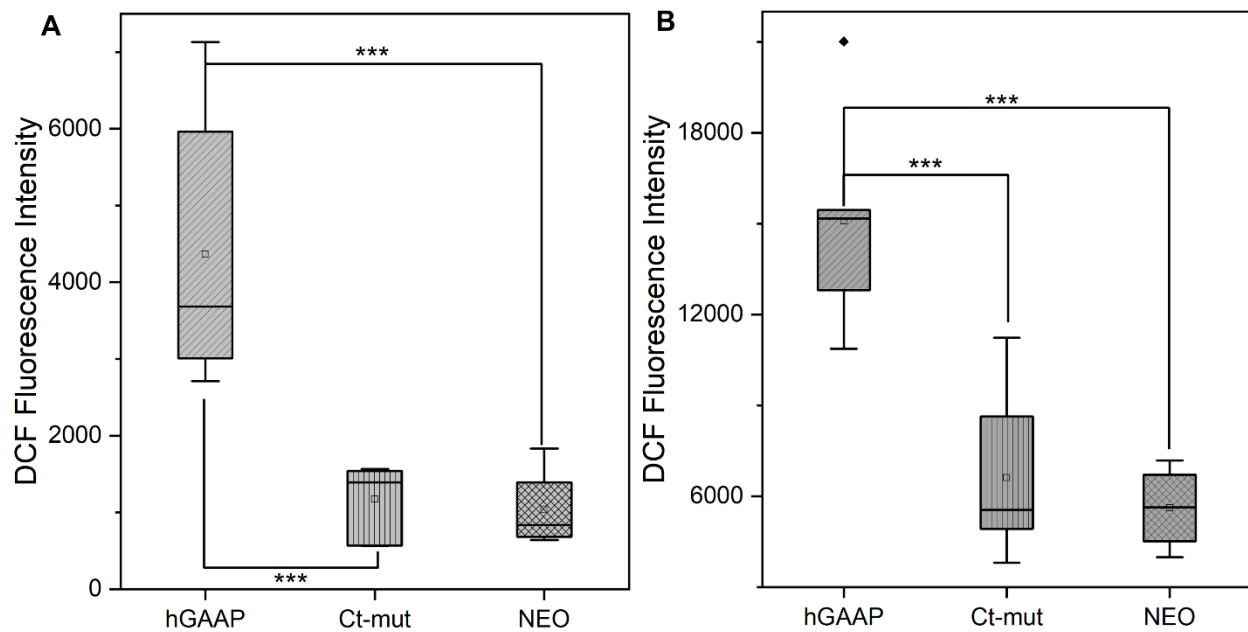 A
DCF Fluorescence Intensity
6000
4000
2000
0
***
***
hGAAP
Ct-mut
NEO
B
DCF Fluorescence Intensity
18000
12000
6000
***
***
hGAAP
Ct-mut
NEO